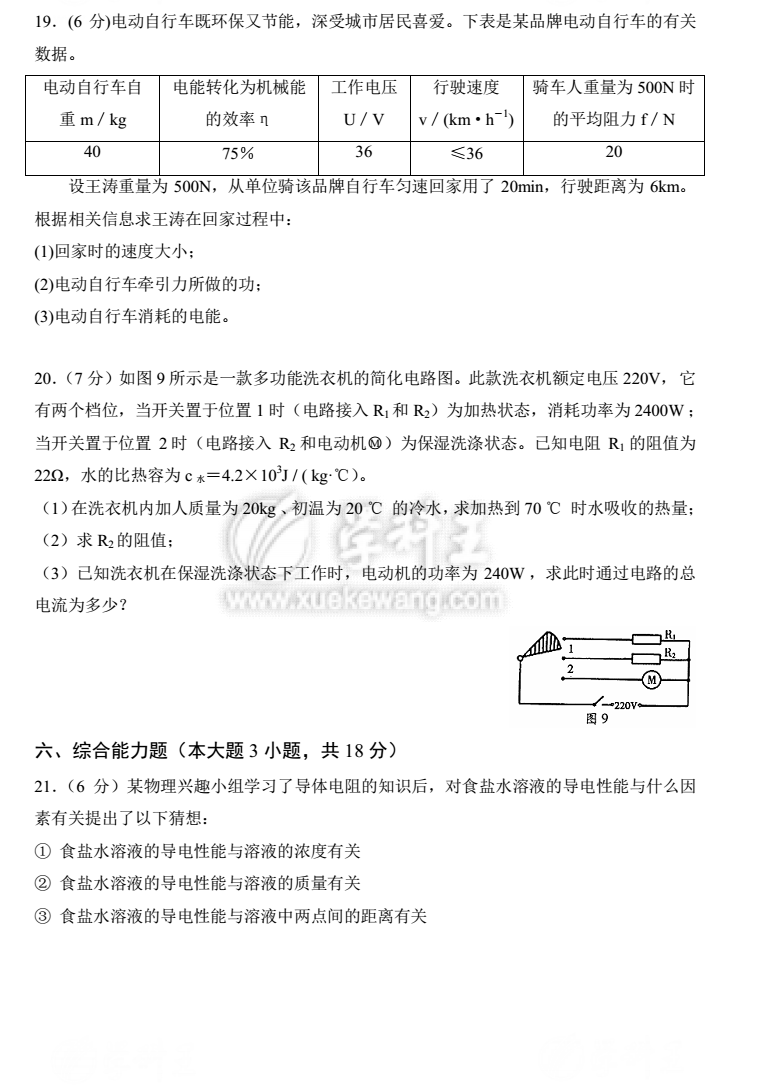 19．(6 分)电动自行车既环保又节能，深受城市居民喜爱。下表是某品牌电动自行车的有关
数据。
电动自行车自重 m / kg 电能转化为机械能的效率 η 工作电压 U / V 行驶速度 v / (km·h⁻¹) 骑车人重量为 500N 时的平均阻力 f / N
40 75% 36 ≤36 20
设王涛重量为 500N，从单位骑该品牌自行车匀速回家用了 20min，行驶距离为 6km。
根据相关信息求王涛在回家过程中：
(1)回家时的速度大小；
(2)电动自行车牵引力所做的功；
(3)电动自行车消耗的电能。
20．（7 分）如图 9 所示是一款多功能洗衣机的简化电路图。此款洗衣机额定电压 220V，它
有两个档位，当开关置于位置 1 时（电路接入 R₁ 和 R₂）为加热状态，消耗功率为 2400W；
当开关置于位置 2 时（电路接入 R₂ 和电动机Ⓜ）为保湿洗涤状态。已知电阻 R₁ 的阻值为
22Ω，水的比热容为 c 水＝4.2×10³J / ( kg·℃ )。
（1）在洗衣机内加人质量为 20kg 、初温为 20 ℃ 的冷水，求加热到 70 ℃ 时水吸收的热量；
（2）求 R₂ 的阻值；
（3）已知洗衣机在保湿洗涤状态下工作时，电动机的功率为 240W ，求此时通过电路的总
电流为多少？
学科王
www.xuekewang.com
R₁
1
R₂
2
M
220V
图 9
六、综合能力题（本大题 3 小题，共 18 分）
21．（6 分）某物理兴趣小组学习了导体电阻的知识后，对食盐水溶液的导电性能与什么因
素有关提出了以下猜想：
① 食盐水溶液的导电性能与溶液的浓度有关
② 食盐水溶液的导电性能与溶液的质量有关
③ 食盐水溶液的导电性能与溶液中两点间的距离有关